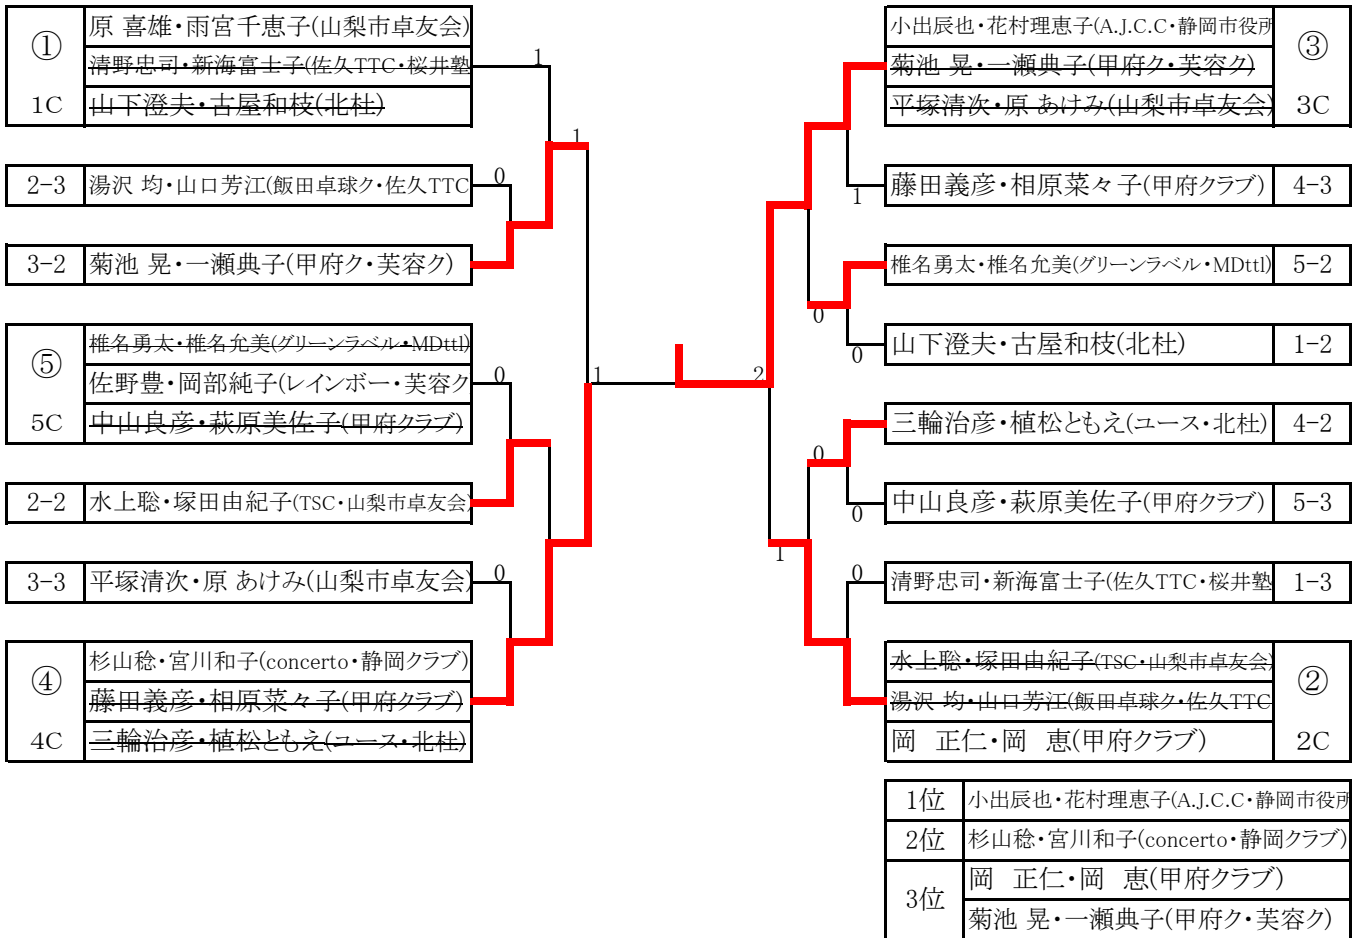 ①
1C
原 喜雄・雨宮千恵子(山梨市卓友会)
清野忠司・新海富士子(佐久TTC・桜井塾
山下澄夫・古屋和枝(北杜)
1
1
2-3 湯沢 均・山口芳江(飯田卓球ク・佐久TTC
0
3-2 菊池 晃・一瀬典子(甲府ク・芙容ク)
⑤
5C
椎名勇太・椎名允美(グリーンラベル・MDttl)
佐野豊・岡部純子(レインボー・芙容ク
中山良彦・萩原美佐子(甲府クラブ)
0
1
2-2 水上聡・塚田由紀子(TSC・山梨市卓友会)
3-3 平塚清次・原 あけみ(山梨市卓友会)
0
④
4C
杉山稔・宮川和子(concerto・静岡クラブ)
藤田義彦・相原菜々子(甲府クラブ)
三輪治彦・植松ともえ(ユース・北杜)
小出辰也・花村理恵子(A.J.C.C・静岡市役所
菊池 晃・一瀬典子(甲府ク・芙容ク)
平塚清次・原 あけみ(山梨市卓友会)
③
3C
藤田義彦・相原菜々子(甲府クラブ) 4-3
1
椎名勇太・椎名允美(グリーンラベル・MDttl) 5-2
0
山下澄夫・古屋和枝(北杜) 1-2
0
2
三輪治彦・植松ともえ(ユース・北杜) 4-2
0
中山良彦・萩原美佐子(甲府クラブ) 5-3
0
1
清野忠司・新海富士子(佐久TTC・桜井塾 1-3
0
水上聡・塚田由紀子(TSC・山梨市卓友会)
湯沢 均・山口芳江(飯田卓球ク・佐久TTC
岡　正仁・岡　恵(甲府クラブ)
②
2C
1位 小出辰也・花村理恵子(A.J.C.C・静岡市役所
2位 杉山稔・宮川和子(concerto・静岡クラブ)
3位 岡　正仁・岡　恵(甲府クラブ)
菊池 晃・一瀬典子(甲府ク・芙容ク)